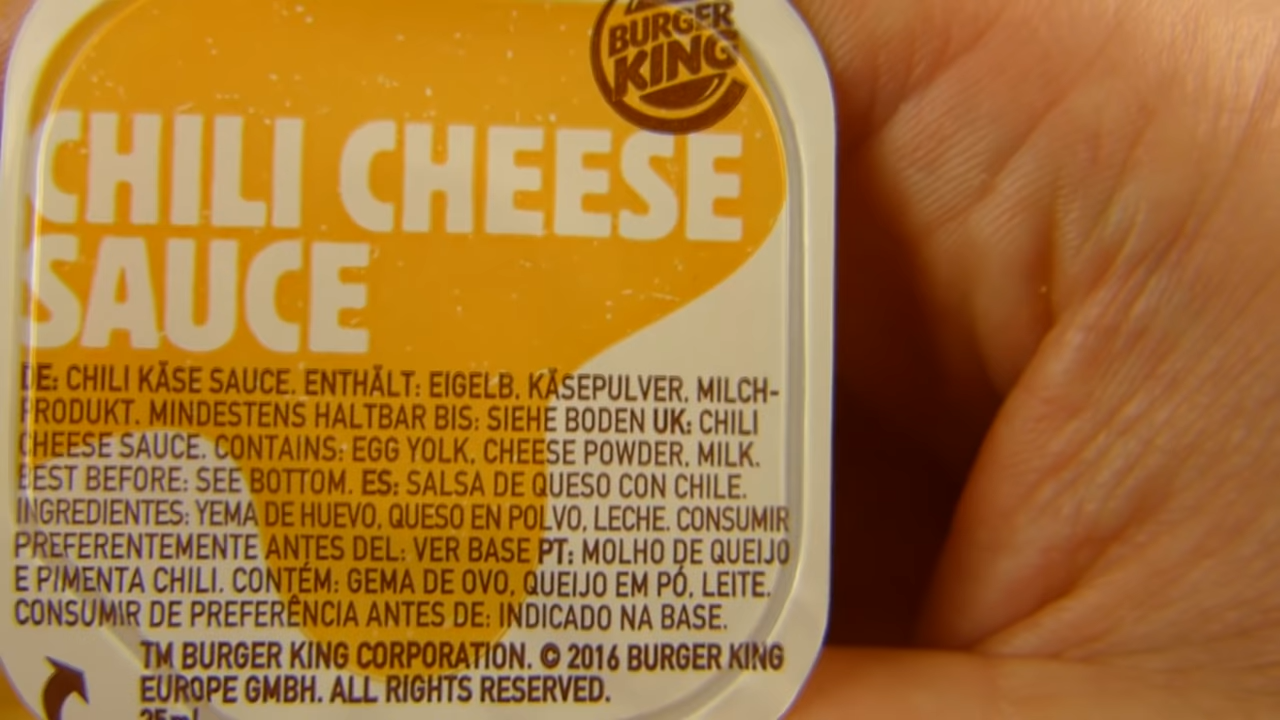 BURGER
KING
CHILI CHEESE
SAUCE
DE: CHILI KÄSE SAUCE. ENTHÄLT: EIGELB, KÄSEPULVER, MILCH-
PRODUKT. MINDESTENS HALTBAR BIS: SIEHE BODEN UK: CHILI
CHEESE SAUCE. CONTAINS: EGG YOLK, CHEESE POWDER, MILK.
BEST BEFORE: SEE BOTTOM. ES: SALSA DE QUESO CON CHILE.
INGREDIENTES: YEMA DE HUEVO, QUESO EN POLVO, LECHE. CONSUMIR
PREFERENTEMENTE ANTES DEL: VER BASE PT: MOLHO DE QUEIJO
E PIMENTA CHILI. CONTÉM: GEMA DE OVO, QUEIJO EM PÓ, LEITE.
CONSUMIR DE PREFERÊNCIA ANTES DE: INDICADO NA BASE.
TM BURGER KING CORPORATION. © 2016 BURGER KING
EUROPE GMBH. ALL RIGHTS RESERVED.